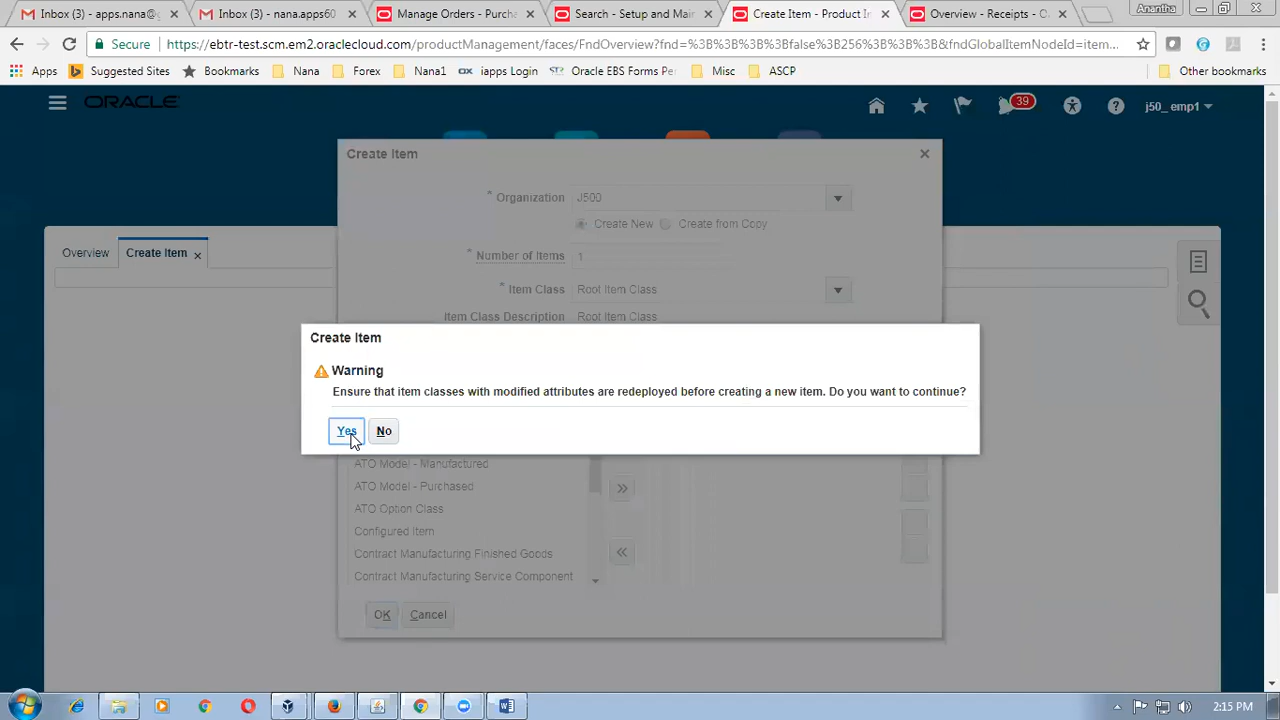 Inbox (3) - appsnana@g
Inbox (3) - nana.apps60
Manage Orders - Purcha
Search - Setup and Main
Create Item - Product In
Overview - Receipts - O
Anantha
Secure
https://ebtr-test.scm.em2.oraclecloud.com/productManagement/faces/FndOverview?fnd=%3B%3B%3B%3Bfalse%3B256%3B%3B%3B&fndGlobalItemNodeId=item...
Apps
Suggested Sites
Bookmarks
Nana
Forex
Nana1
iapps Login
Oracle EBS Forms Per
Misc
ASCP
Other bookmarks
ORACLE
39
j50_emp1
Create Item
* Organization J500
Create New Create from Copy
* Number of Items 1
Overview
Create Item
* Item Class Root Item Class
Item Class Description Root Item Class
Create Item
Warning
Ensure that item classes with modified attributes are redeployed before creating a new item. Do you want to continue?
Yes No
ATO Model - Manufactured
ATO Model - Purchased
ATO Option Class
Configured Item
Contract Manufacturing Finished Goods
Contract Manufacturing Service Component
OK Cancel
2:15 PM